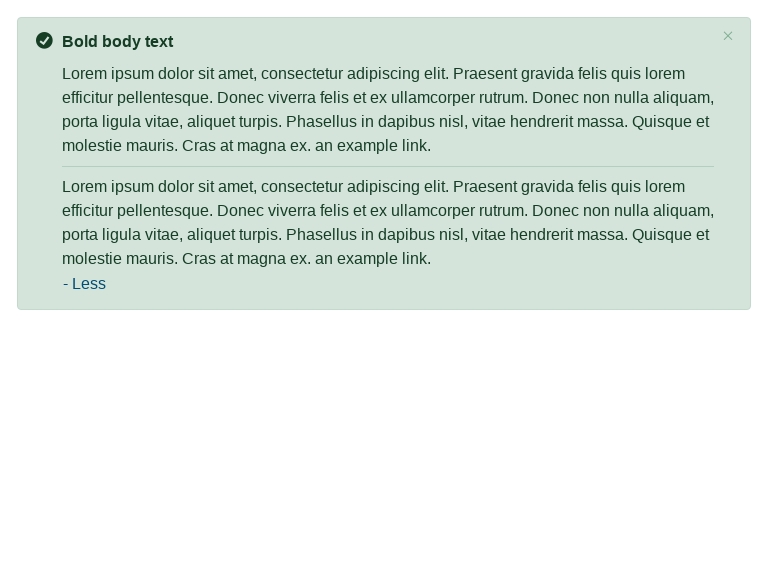 Bold body text
×
Lorem ipsum dolor sit amet, consectetur adipiscing elit. Praesent gravida felis quis lorem
efficitur pellentesque. Donec viverra felis et ex ullamcorper rutrum. Donec non nulla aliquam,
porta ligula vitae, aliquet turpis. Phasellus in dapibus nisl, vitae hendrerit massa. Quisque et
molestie mauris. Cras at magna ex. an example link.
Lorem ipsum dolor sit amet, consectetur adipiscing elit. Praesent gravida felis quis lorem
efficitur pellentesque. Donec viverra felis et ex ullamcorper rutrum. Donec non nulla aliquam,
porta ligula vitae, aliquet turpis. Phasellus in dapibus nisl, vitae hendrerit massa. Quisque et
molestie mauris. Cras at magna ex. an example link.
- Less